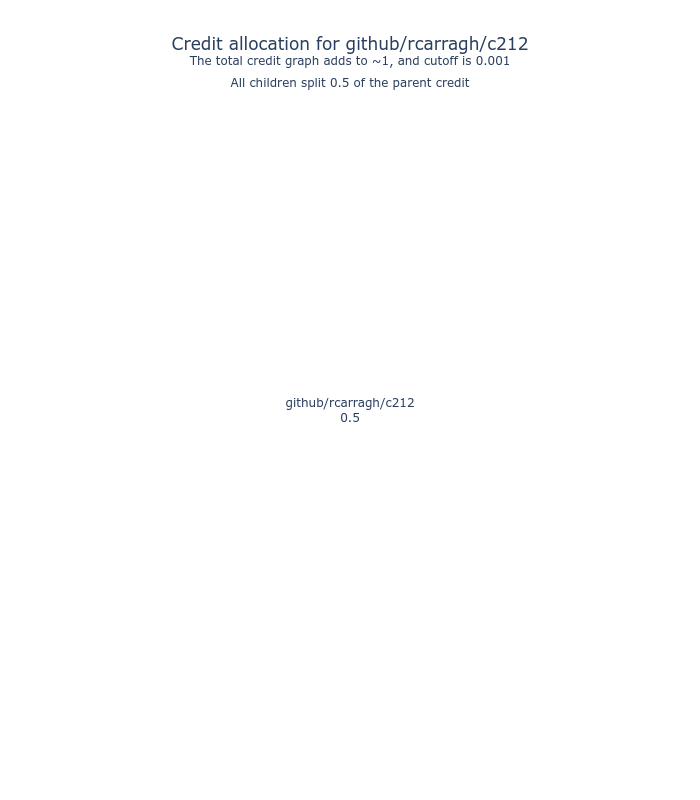 Credit allocation for github/rcarragh/c212
The total credit graph adds to ~1, and cutoff is 0.001
All children split 0.5 of the parent credit
github/rcarragh/c212
0.5